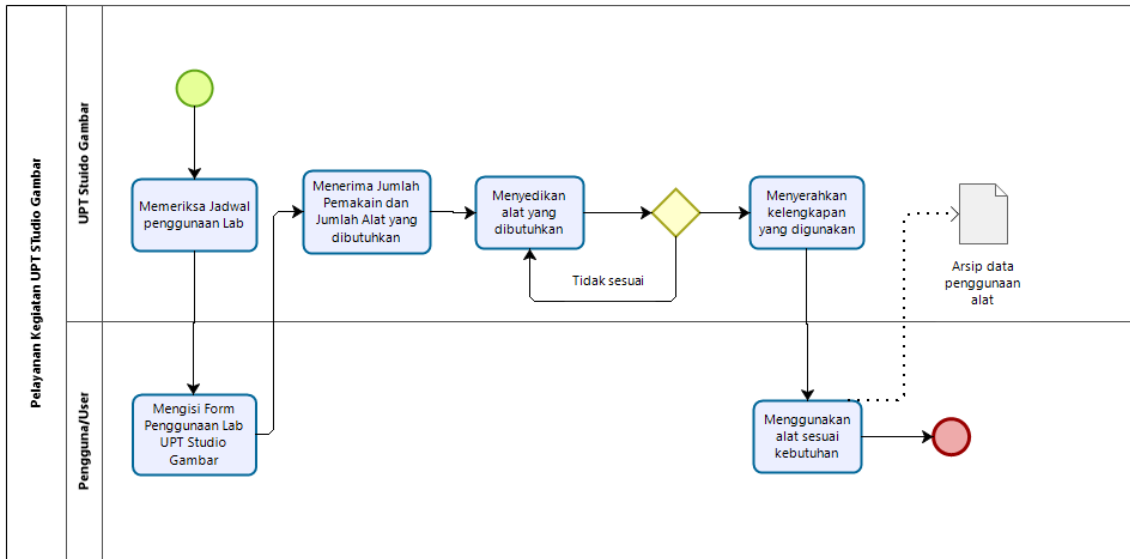 Pelayanan Kegiatan UPT STudio Gambar
UPT Stuido Gambar
Memeriksa Jadwal
penggunaan Lab
Menerima Jumlah
Pemakain dan
Jumlah Alat yang
dibutuhkan
Menyedikan
alat yang
dibutuhkan
Tidak sesuai
Menyerahkan
kelengkapan
yang digunakan
Arsip data
penggunaan
alat
Pengguna/User
Mengisi Form
Penggunaan Lab
UPT Studio
Gambar
Menggunakan
alat sesuai
kebutuhan